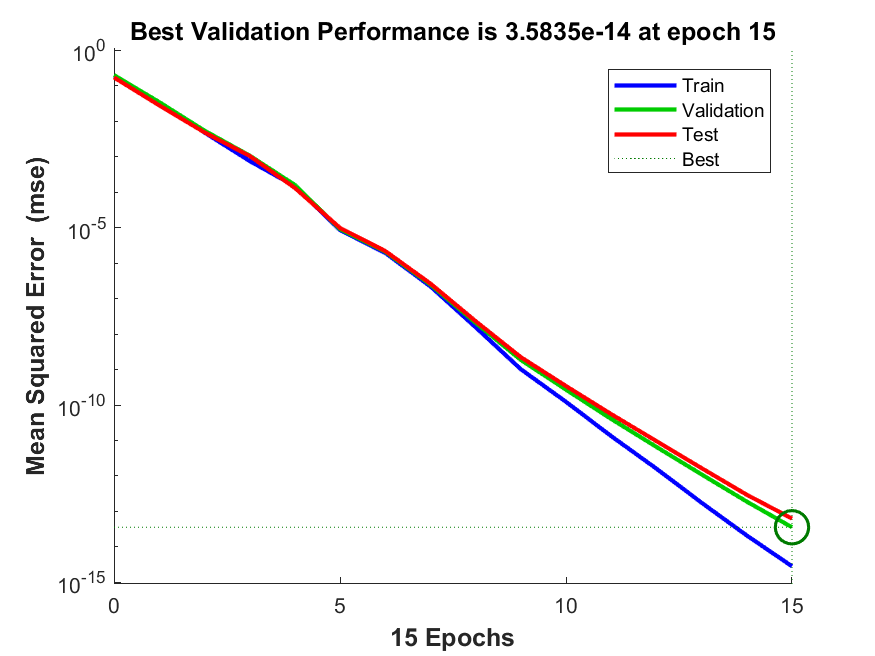 Best Validation Performance is 3.5835e-14 at epoch 15
10^0
10^-5
10^-10
10^-15
Mean Squared Error (mse)
Train
Validation
Test
Best
0 5 10 15
15 Epochs